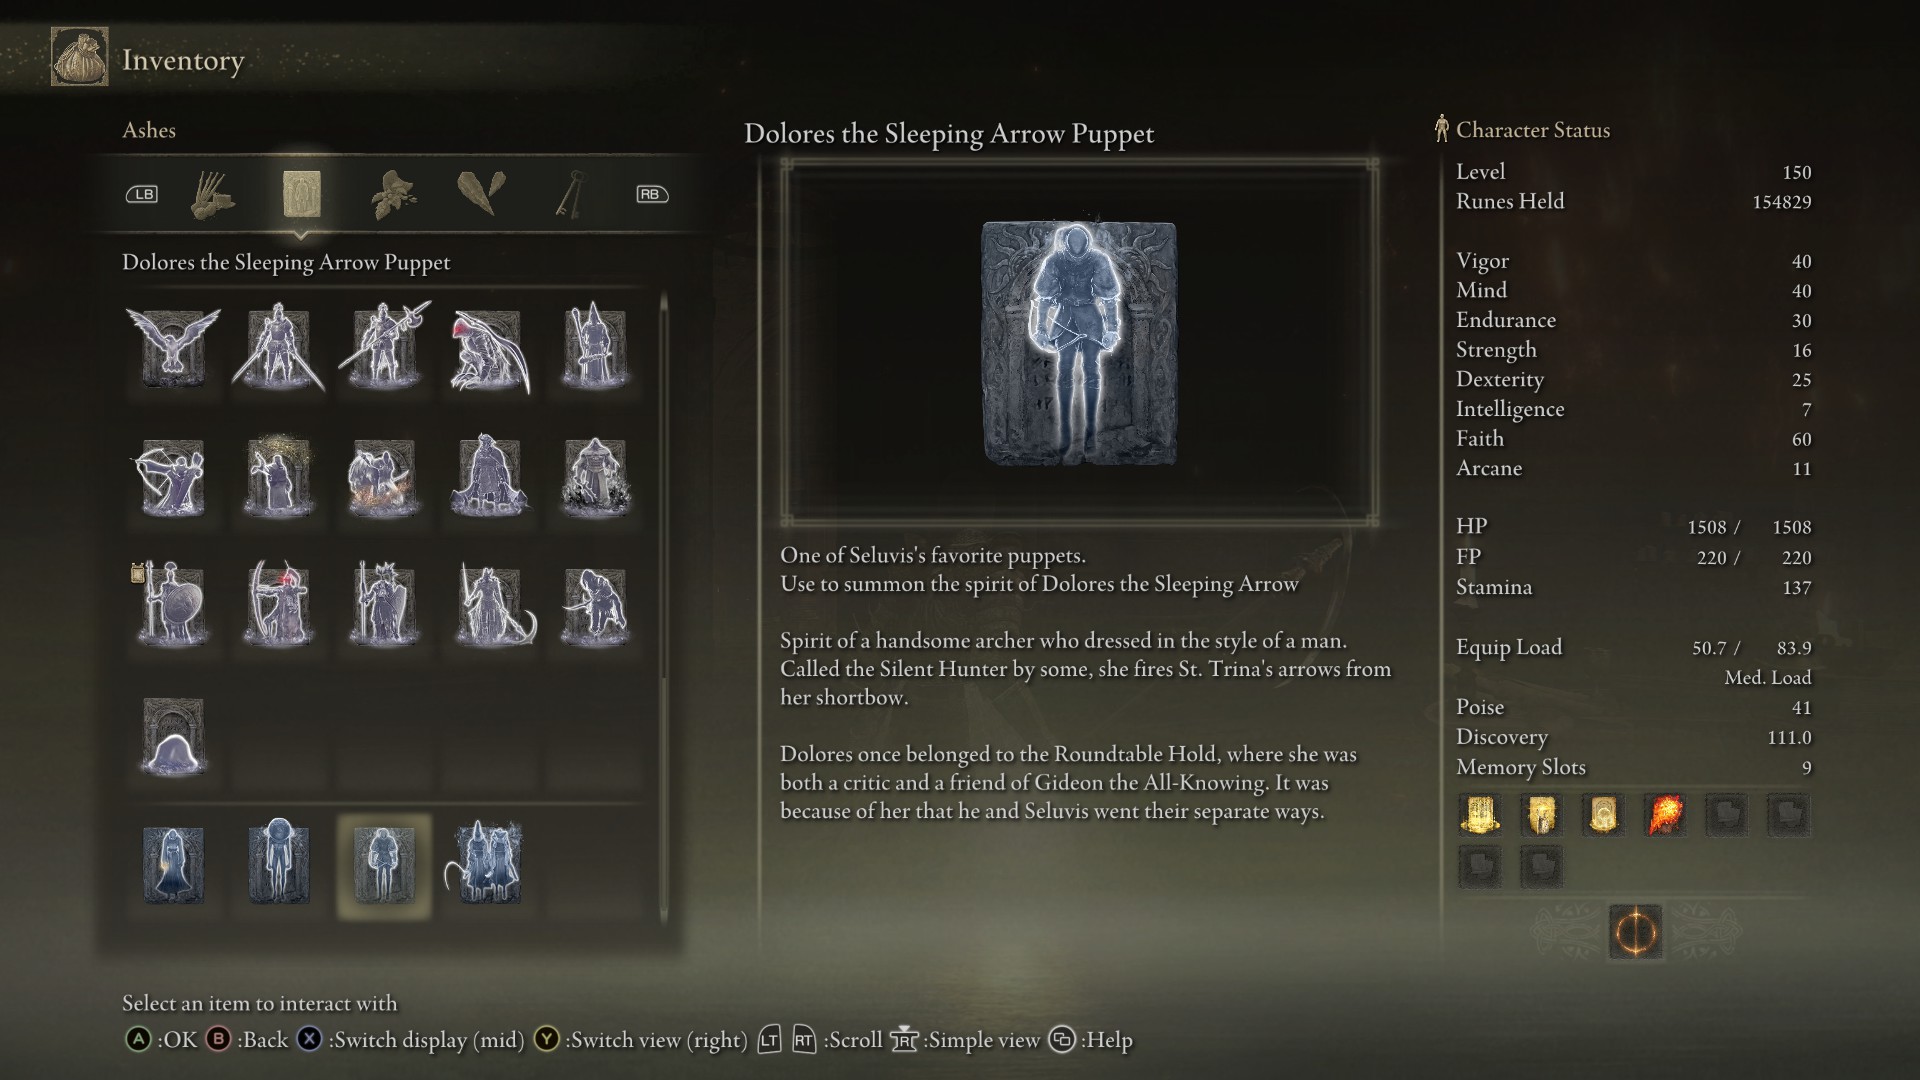 Inventory
Ashes
LB
RB
Dolores the Sleeping Arrow Puppet
Dolores the Sleeping Arrow Puppet
One of Seluvis's favorite puppets.
Use to summon the spirit of Dolores the Sleeping Arrow
Spirit of a handsome archer who dressed in the style of a man.
Called the Silent Hunter by some, she fires St. Trina's arrows from
her shortbow.
Dolores once belonged to the Roundtable Hold, where she was
both a critic and a friend of Gideon the All-Knowing. It was
because of her that he and Seluvis went their separate ways.
Character Status
Level 150
Runes Held 154829
Vigor 40
Mind 40
Endurance 30
Strength 16
Dexterity 25
Intelligence 7
Faith 60
Arcane 11
HP 1508 / 1508
FP 220 / 220
Stamina 137
Equip Load 50.7 / 83.9
Med. Load
Poise 41
Discovery 111.0
Memory Slots 9
Select an item to interact with
A :OK B :Back X :Switch display (mid) Y :Switch view (right) LT RT :Scroll R :Simple view :Help